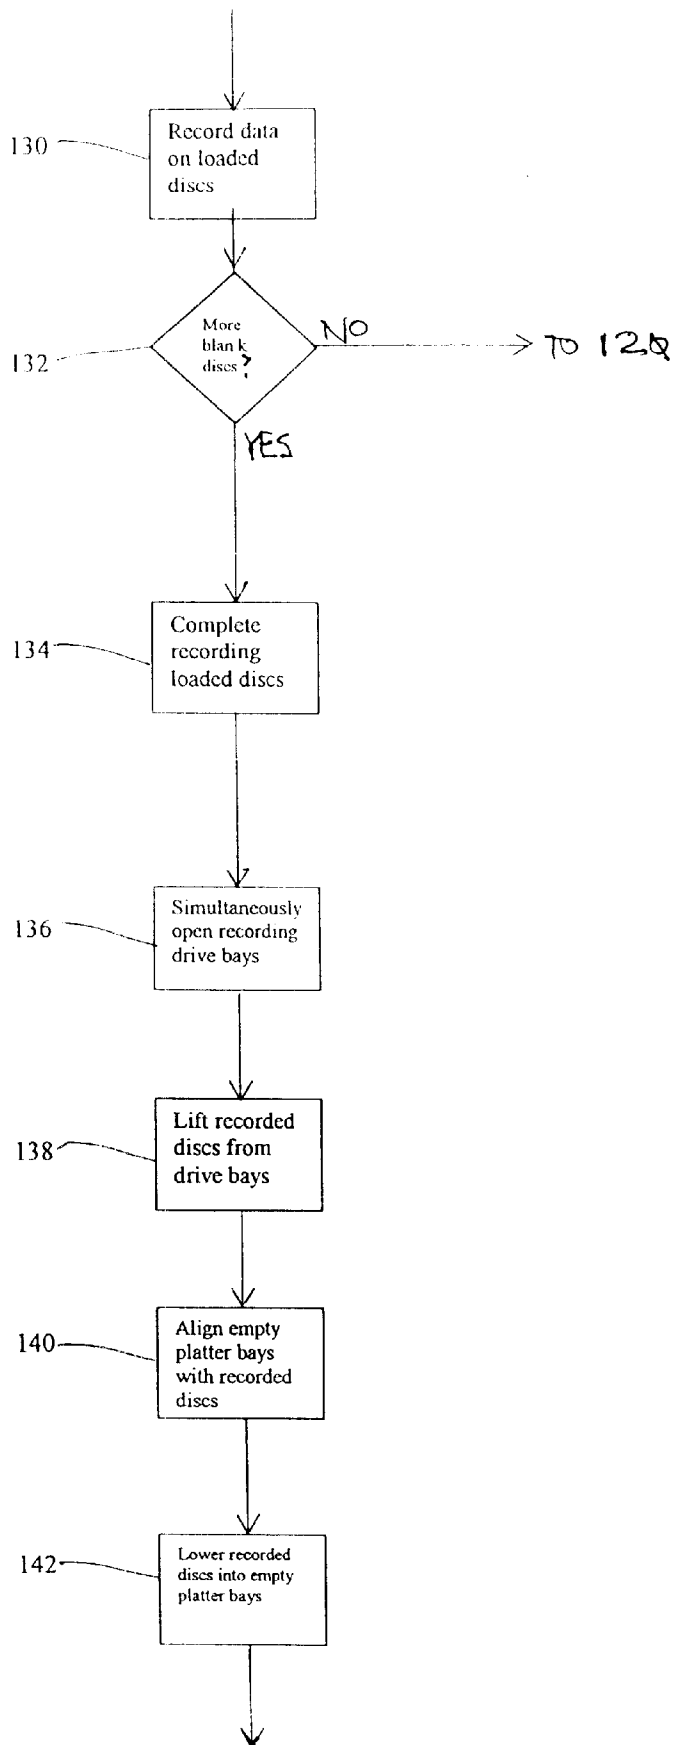 130
Record data
on loaded
discs
132
More
blank
discs?
NO
TO
YES
134
Complete
recording
loaded discs
136
Simultaneously
open recording
drive bays
138
Lift recorded
discs from
drive bays
140
Align empty
platter bays
with recorded
discs
142
Lower recorded
discs into empty
platter bays